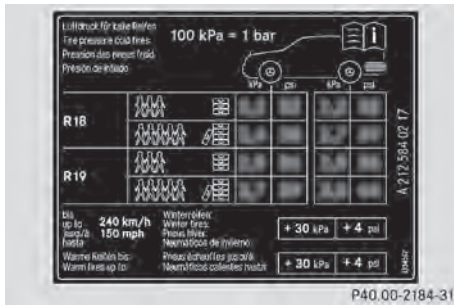 Luftdruck für kalte Reifen
Tire pressure cold tires
Pression des pneus froid
Presión de inflado
100 kPa = 1 bar
i
kPa psi kPa psi
R18
R19
A 212 584 02 17
bis
up to
jusqu'à
hasta
240 km/h
150 mph
Winterreifen:
Winter tires:
Pneus hiver:
Neumáticos de invierno:
+ 30 kPa + 4 psi
Warme Reifen bis:
Warm tires up to:
Pneus échauffés jusqu'à:
Neumáticos calientes hasta:
+ 30 kPa + 4 psi
P40.00-2184-31